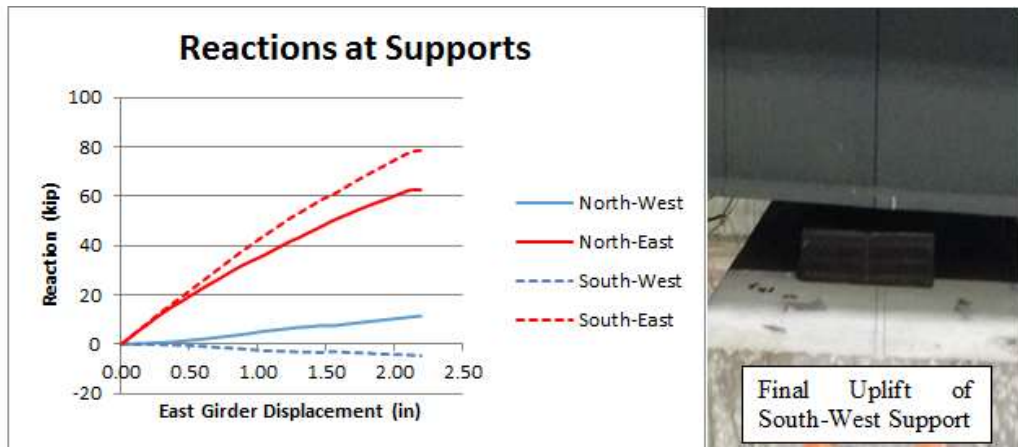 Reactions at Supports
100
80
60
40
20
0
-20
Reaction (kip)
0.00 0.50 1.00 1.50 2.00 2.50
East Girder Displacement (in)
North-West
North-East
South-West
South-East
Final Uplift of
South-West Support